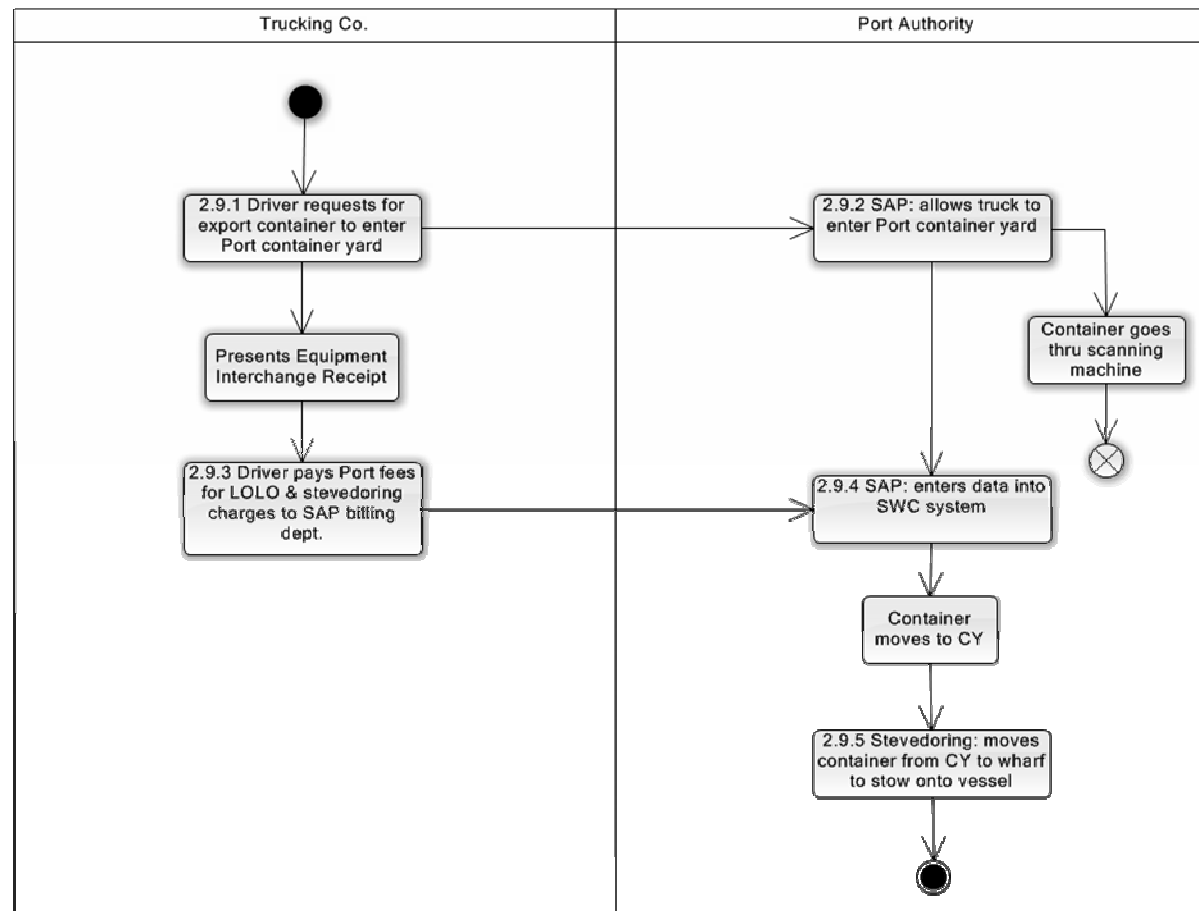 Trucking Co.
Port Authority
2.9.1 Driver requests for
export container to enter
Port container yard
2.9.2 SAP: allows truck to
enter Port container yard
Presents Equipment
Interchange Receipt
Container goes
thru scanning
machine
2.9.3 Driver pays Port fees
for LOLO & stevedoring
charges to SAP billing
dept.
2.9.4 SAP: enters data into
SWC system
Container
moves to CY
2.9.5 Stevedoring: moves
container from CY to wharf
to stow onto vessel